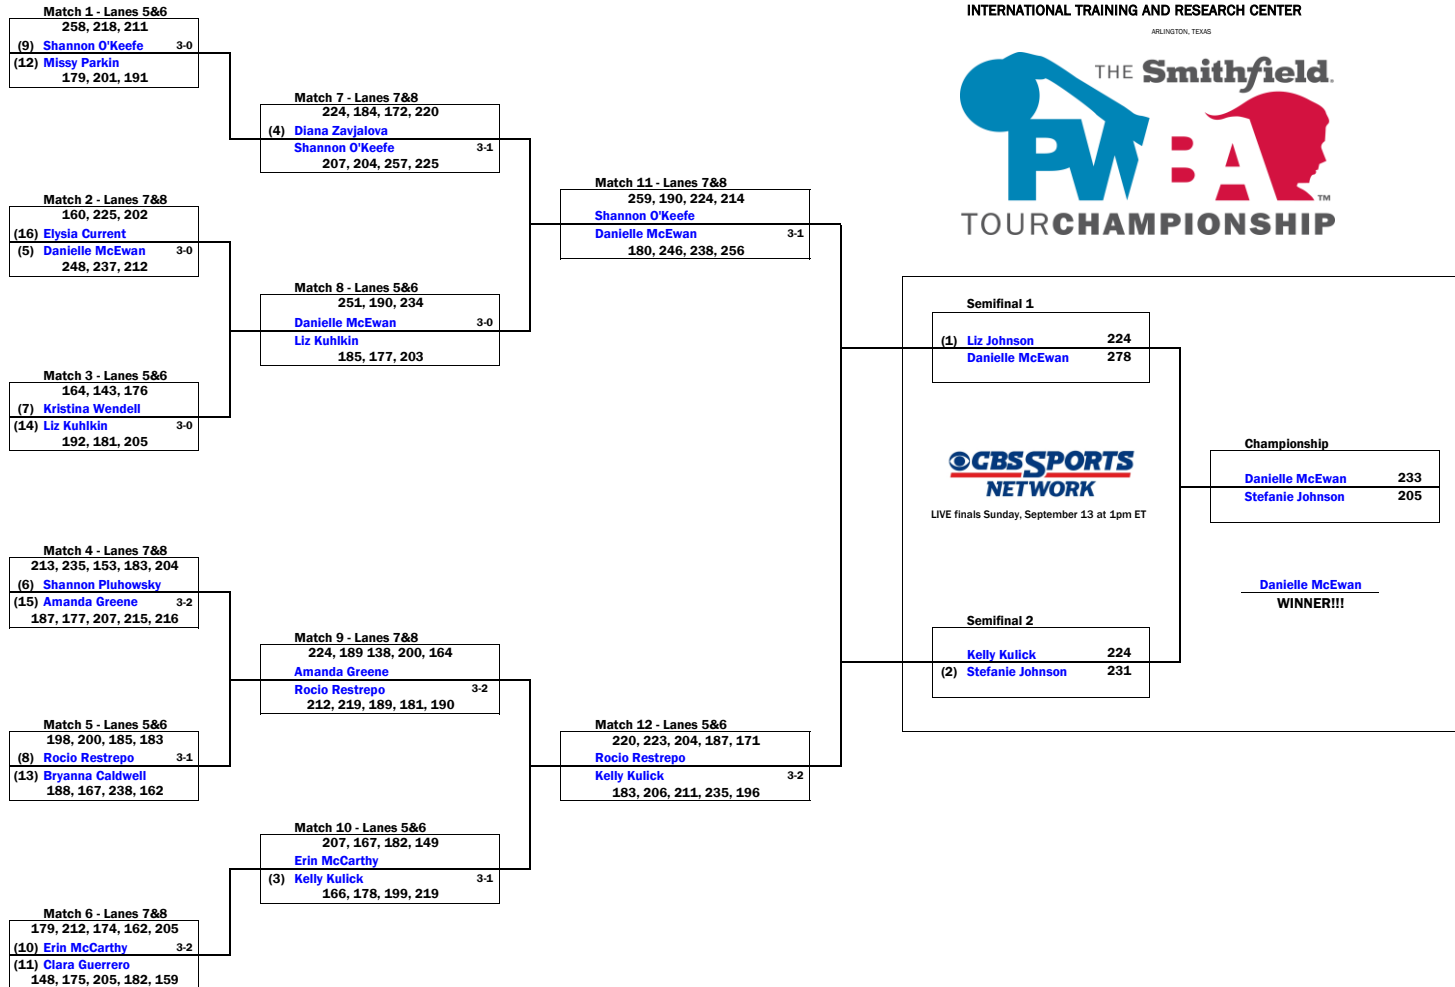 INTERNATIONAL TRAINING AND RESEARCH CENTER
ARLINGTON, TEXAS
THE Smithfield.
PWBA
TM
TOURCHAMPIONSHIP
Match 1 - Lanes 5&6
258, 218, 211
(9) Shannon O'Keefe 3-0
(12) Missy Parkin
179, 201, 191
Match 2 - Lanes 7&8
160, 225, 202
(16) Elysia Current
(5) Danielle McEwan 3-0
248, 237, 212
Match 3 - Lanes 5&6
164, 143, 176
(7) Kristina Wendell
(14) Liz Kuhlkin 3-0
192, 181, 205
Match 4 - Lanes 7&8
213, 235, 153, 183, 204
(6) Shannon Pluhowsky
(15) Amanda Greene 3-2
187, 177, 207, 215, 216
Match 5 - Lanes 5&6
198, 200, 185, 183
(8) Rocio Restrepo 3-1
(13) Bryanna Caldwell
188, 167, 238, 162
Match 6 - Lanes 7&8
179, 212, 174, 162, 205
(10) Erin McCarthy 3-2
(11) Clara Guerrero
148, 175, 205, 182, 159
Match 7 - Lanes 7&8
224, 184, 172, 220
(4) Diana Zavjalova
Shannon O'Keefe 3-1
207, 204, 257, 225
Match 8 - Lanes 5&6
251, 190, 234
Danielle McEwan 3-0
Liz Kuhlkin
185, 177, 203
Match 9 - Lanes 7&8
224, 189 138, 200, 164
Amanda Greene
Rocio Restrepo 3-2
212, 219, 189, 181, 190
Match 10 - Lanes 5&6
207, 167, 182, 149
Erin McCarthy
(3) Kelly Kulick 3-1
166, 178, 199, 219
Match 11 - Lanes 7&8
259, 190, 224, 214
Shannon O'Keefe
Danielle McEwan 3-1
180, 246, 238, 256
Match 12 - Lanes 5&6
220, 223, 204, 187, 171
Rocio Restrepo
Kelly Kulick 3-2
183, 206, 211, 235, 196
Semifinal 1
(1) Liz Johnson 224
Danielle McEwan 278
CBS SPORTS
NETWORK
LIVE finals Sunday, September 13 at 1pm ET
Semifinal 2
Kelly Kulick 224
(2) Stefanie Johnson 231
Championship
Danielle McEwan 233
Stefanie Johnson 205
Danielle McEwan
WINNER!!!